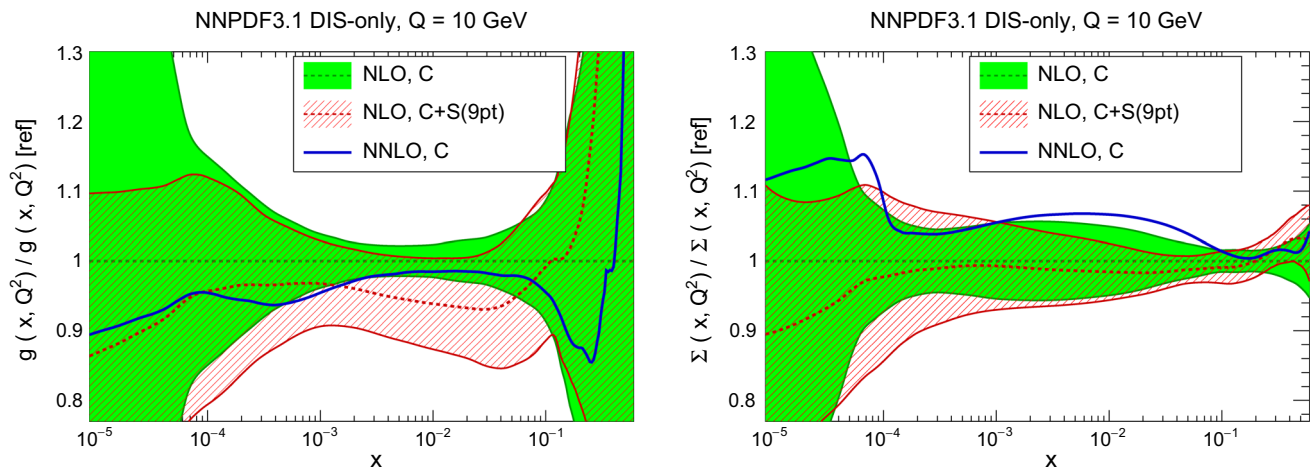 NNPDF3.1 DIS-only, Q = 10 GeV
1.3
1.2
1.1
1
0.9
0.8
g ( x, Q²) / g ( x, Q²) [ref]
NLO, C
NLO, C+S(9pt)
NNLO, C
10⁻⁵
10⁻⁴
10⁻³
10⁻²
10⁻¹
x
NNPDF3.1 DIS-only, Q = 10 GeV
1.3
1.2
1.1
1
0.9
0.8
Σ ( x, Q²) / Σ ( x, Q²) [ref]
NLO, C
NLO, C+S(9pt)
NNLO, C
10⁻⁵
10⁻⁴
10⁻³
10⁻²
10⁻¹
x